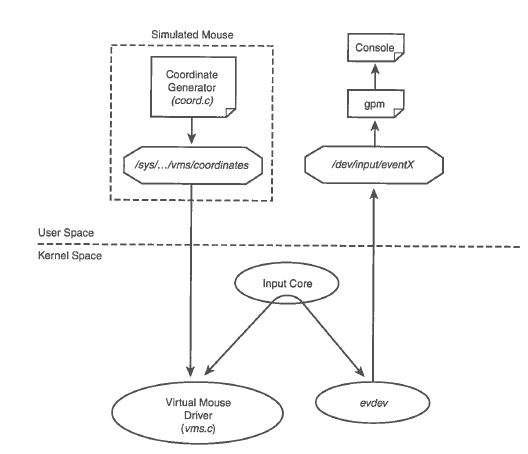 Simulated Mouse
Coordinate
Generator
(coord.c)
/sys/.../vms/coordinates
Console
gpm
/dev/input/eventX
User Space
Kernel Space
Input Core
Virtual Mouse
Driver
(vms.c)
evdev